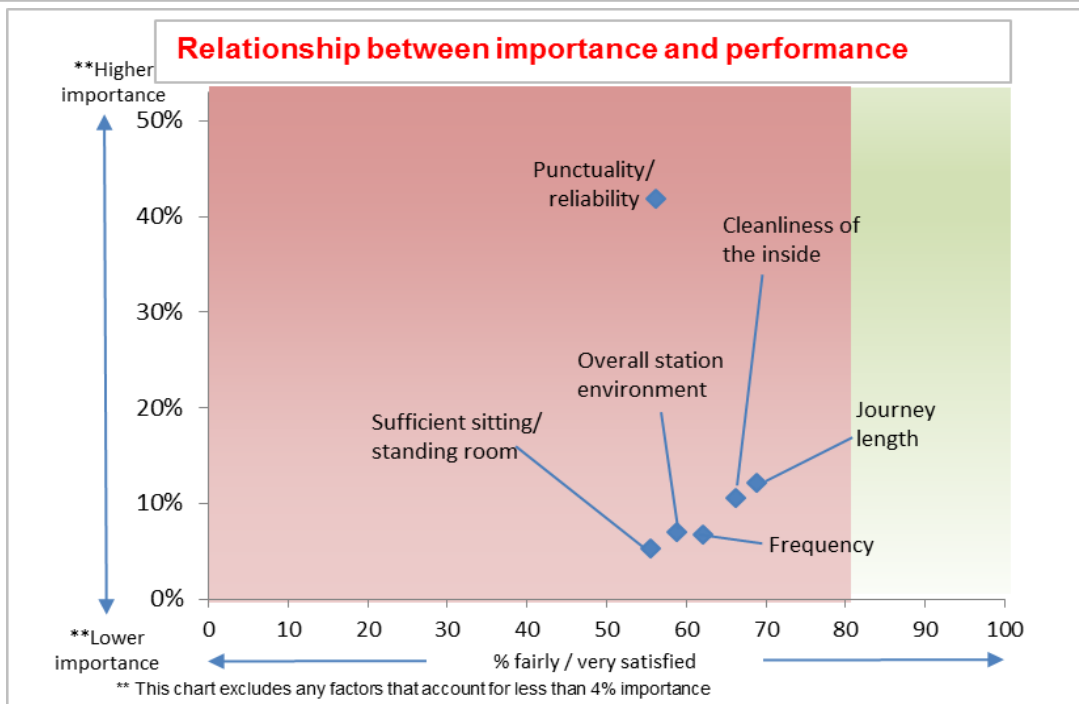 Relationship between importance and performance
**Higher
importance
50%
40%
30%
20%
10%
0%
Punctuality/
reliability
Cleanliness of
the inside
Overall station
environment
Sufficient sitting/
standing room
Journey
length
Frequency
0 10 20 30 40 50 60 70 80 90 100
**Lower
importance
% fairly / very satisfied
** This chart excludes any factors that account for less than 4% importance